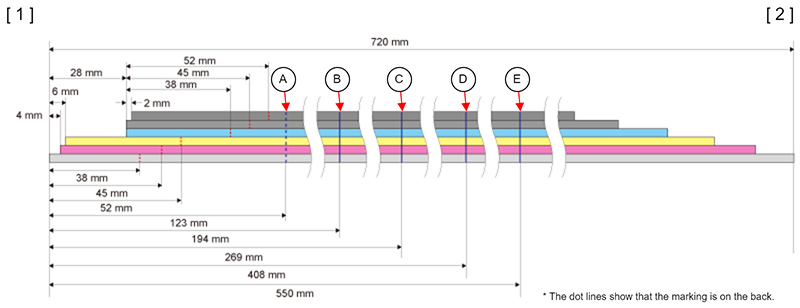 [ 1 ]
[ 2 ]
720 mm
52 mm
28 mm
45 mm
A
B
C
D
E
6 mm
38 mm
2 mm
4 mm
38 mm
45 mm
52 mm
123 mm
194 mm
269 mm
408 mm
550 mm
* The dot lines show that the marking is on the back.